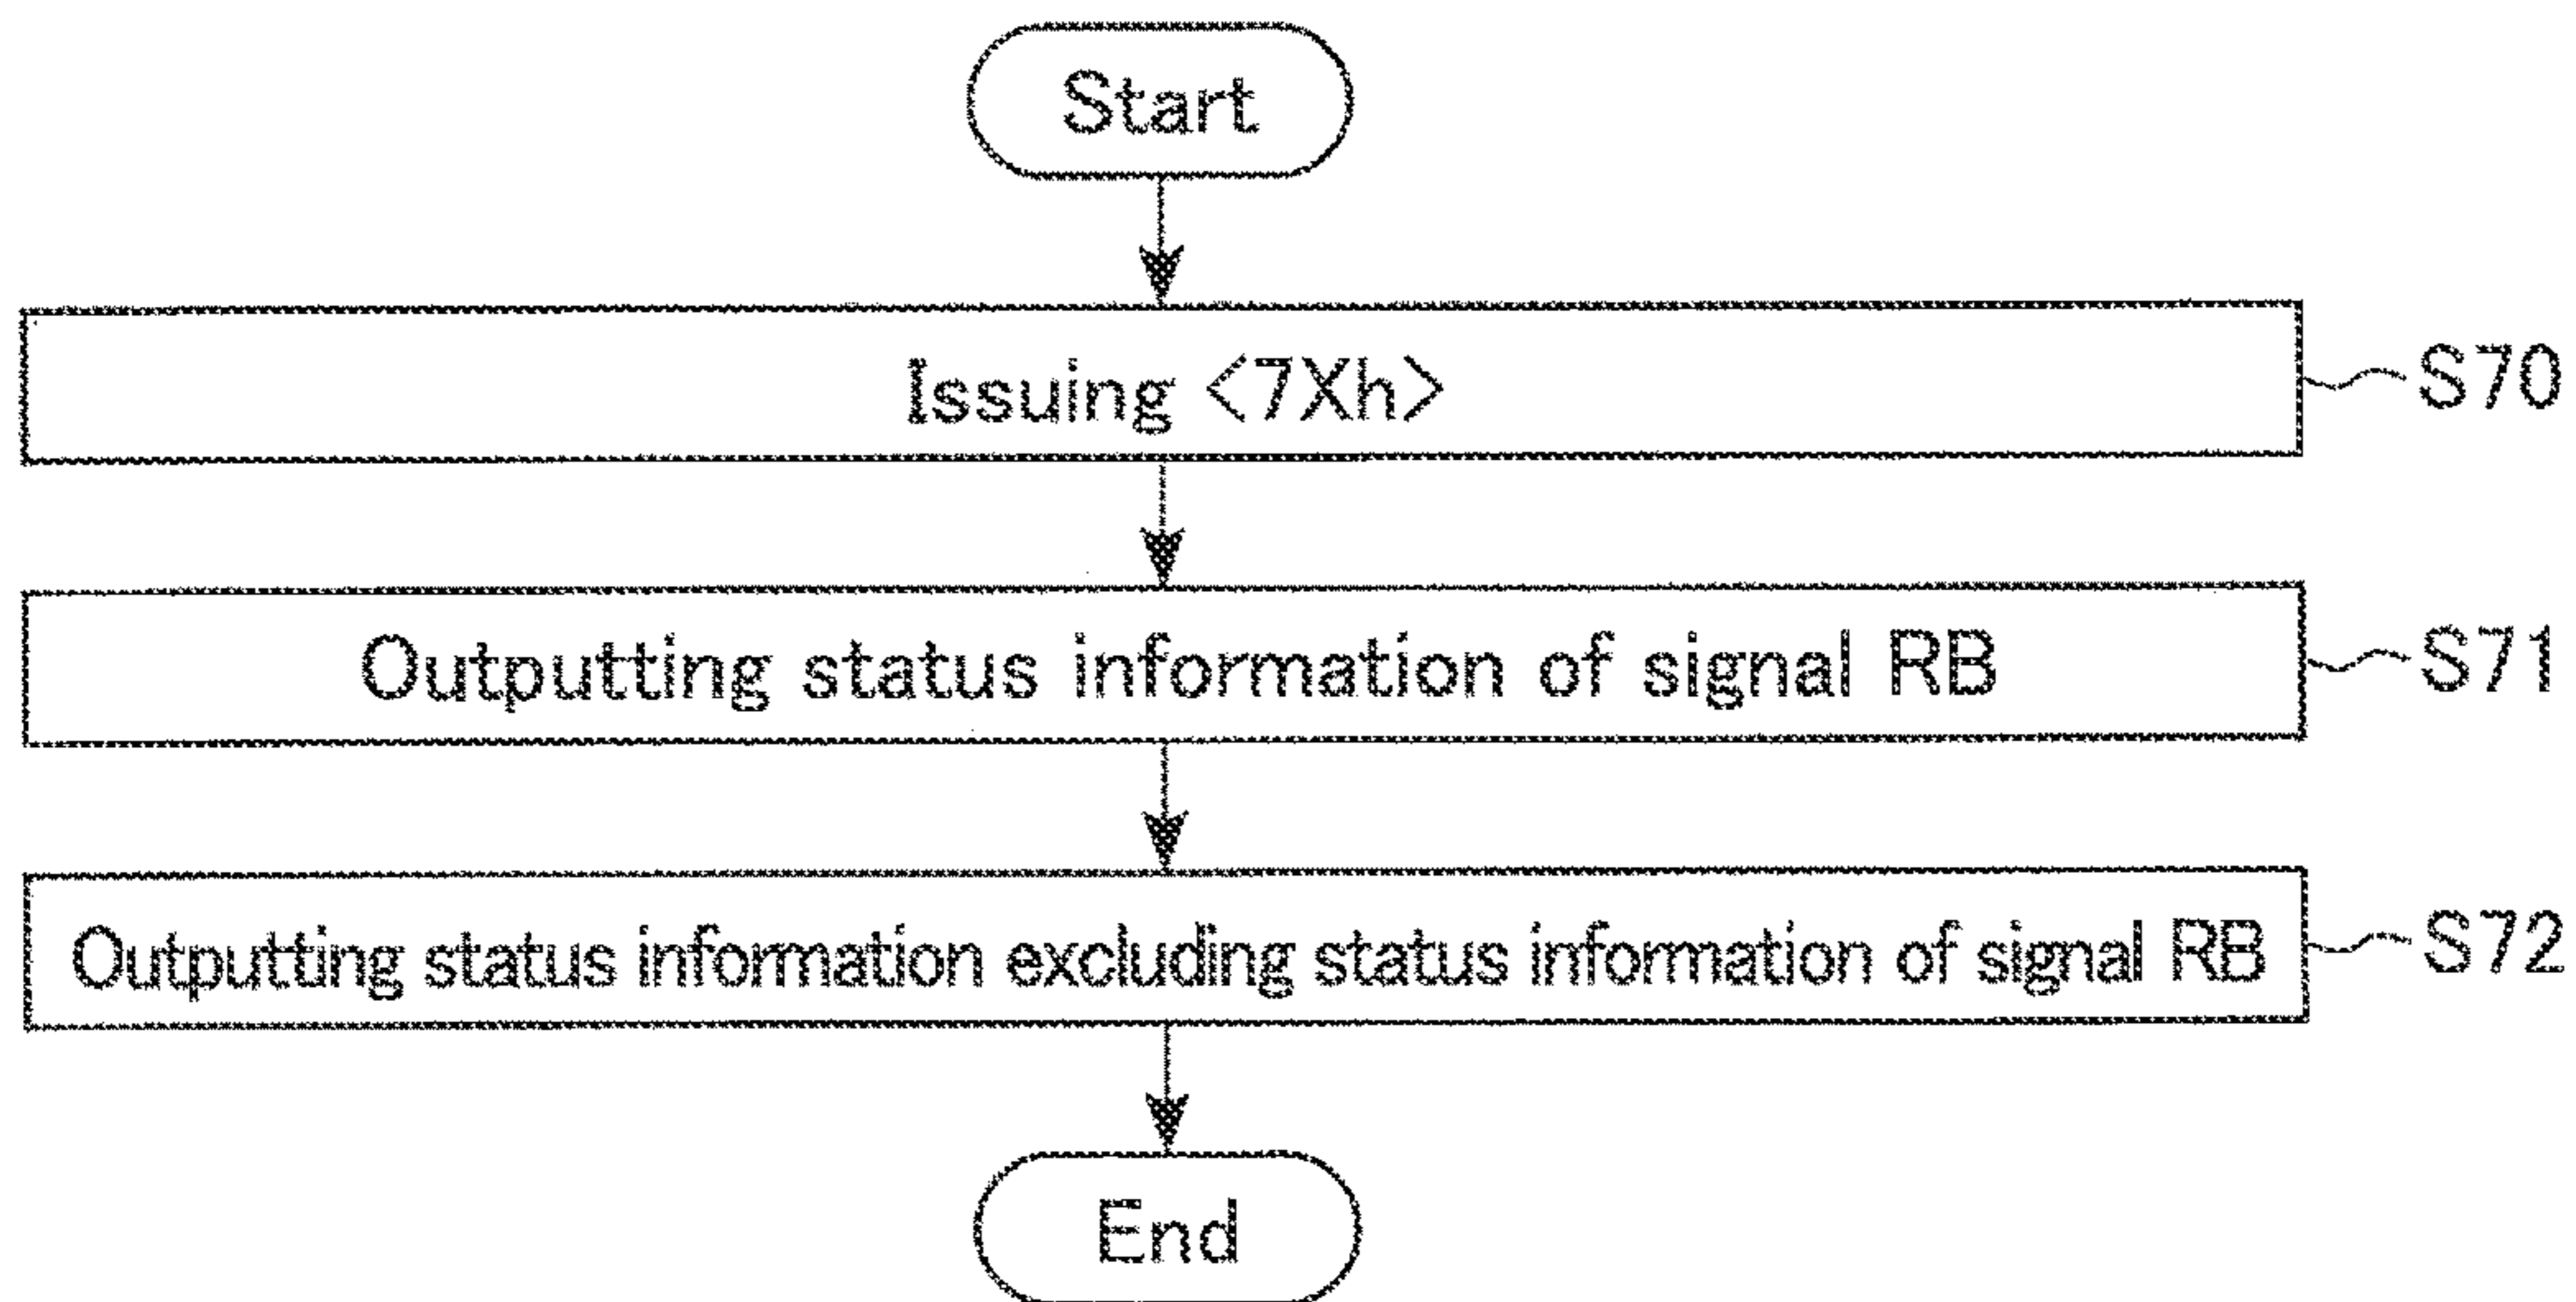 Start
Issuing <7Xh>
S70
Outputting status information of signal RB
S71
Outputting status information excluding status information of signal RB
S72
End